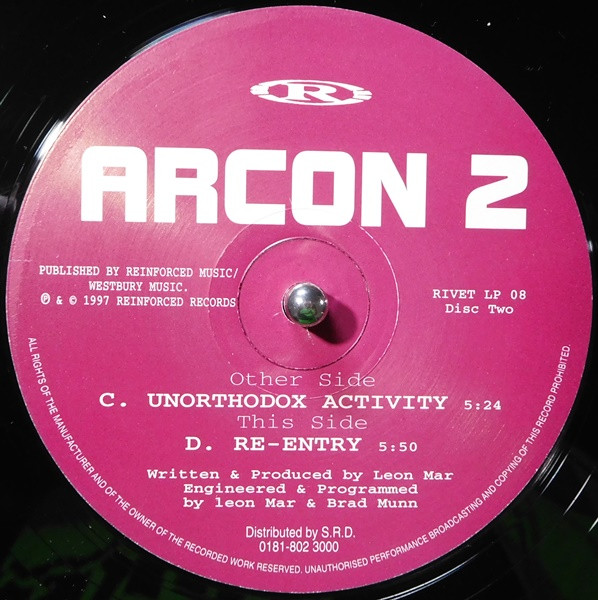 R
ARCON 2
PUBLISHED BY REINFORCED MUSIC/
WESTBURY MUSIC.
℗ & © 1997 REINFORCED RECORDS
RIVET LP 08
Disc Two
Other Side
C. UNORTHODOX ACTIVITY 5:24
This Side
D. RE-ENTRY 5:50
Written & Produced by Leon Mar
Engineered & Programmed
by leon Mar & Brad Munn
Distributed by S.R.D.
0181-802 3000
ALL RIGHTS OF THE MANUFACTURER AND OF THE OWNER OF THE RECORDED WORK RESERVED. UNAUTHORISED PERFORMANCE BROADCASTING AND COPYING OF THIS RECORD PROHIBITED.